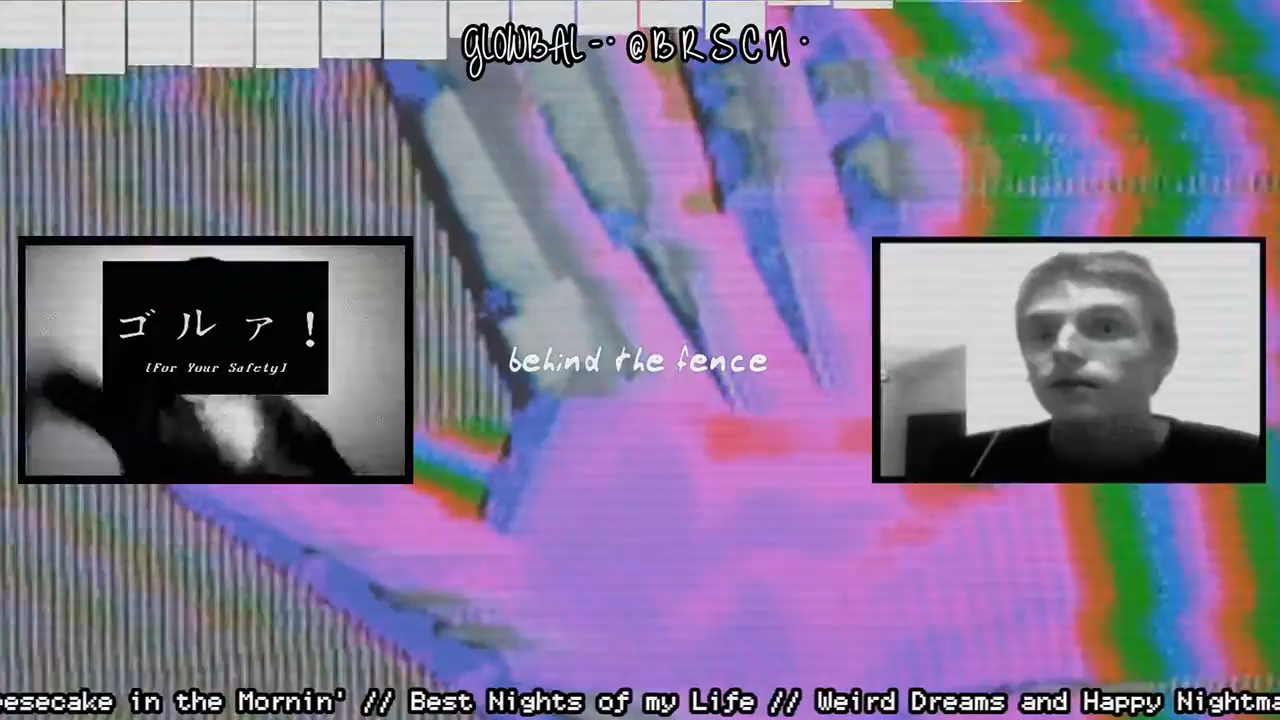 GLOWBAL -· @BRSCN ·
ゴルァ！
[For Your Safety]
behind the fence
eesecake in the Mornin' // Best Nights of my Life // Weird Dreams and Happy Nightma